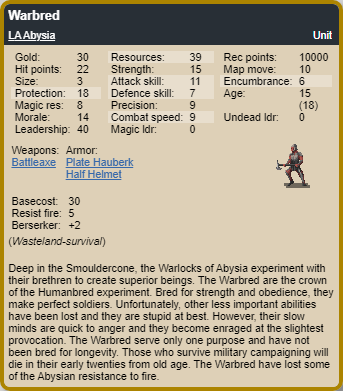 Warbred
LA Abysia Unit
Gold: 30 Resources: 39 Rec points: 10000
Hit points: 22 Strength: 15 Map move: 10
Size: 3 Attack skill: 11 Encumbrance: 6
Protection: 18 Defence skill: 7 Age: 15
Magic res: 8 Precision: 9 (18)
Morale: 14 Combat speed: 9 Undead ldr: 0
Leadership: 40 Magic ldr: 0
Weapons: Armor:
Battleaxe Plate Hauberk
Half Helmet
Basecost: 30
Resist fire: 5
Berserker: +2
(Wasteland-survival)
Deep in the Smouldercone, the Warlocks of Abysia experiment with
their brethren to create superior beings. The Warbred are the crown
of the Humanbred experiment. Bred for strength and obedience, they
make perfect soldiers. Unfortunately, other less important abilities
have been lost and they are stupid at best. However, their slow
minds are quick to anger and they become enraged at the slightest
provocation. The Warbred serve only one purpose and have not
been bred for longevity. Those who survive military campaigning will
die in their early twenties from old age. The Warbred have lost some
of the Abysian resistance to fire.